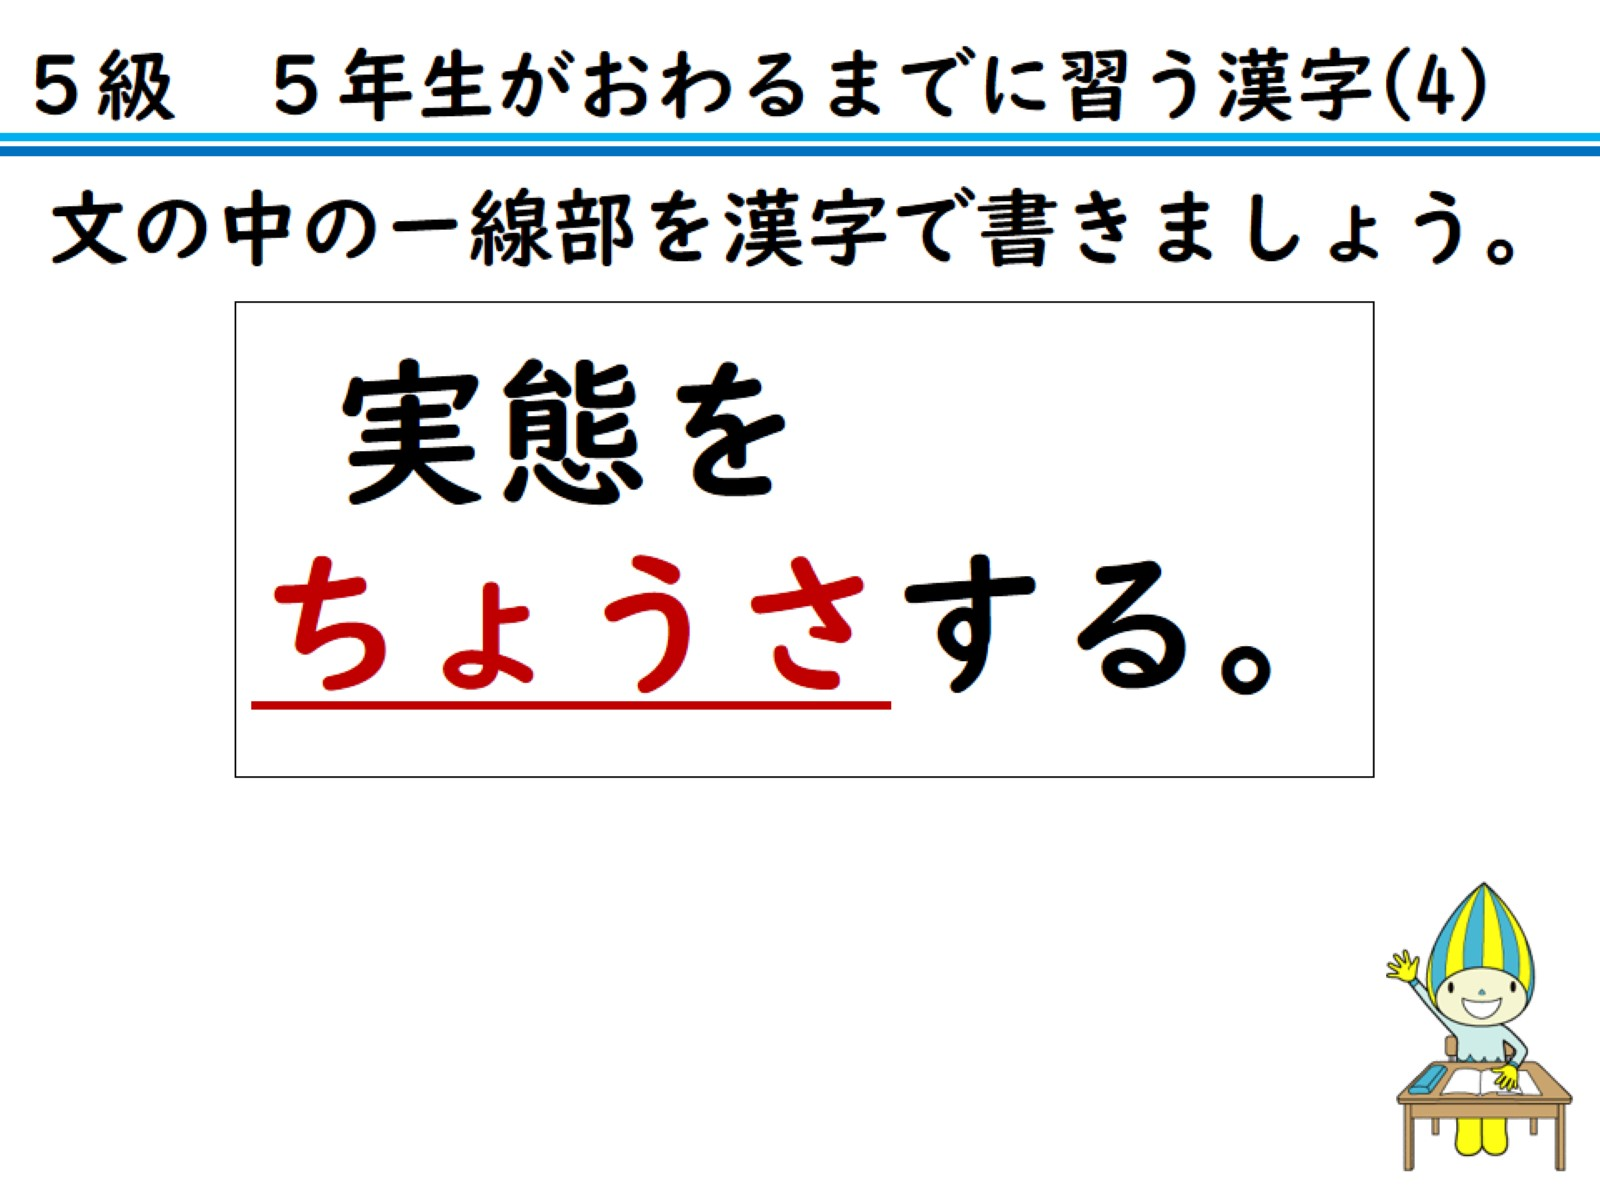 ５級　５年生がおわるまでに習う漢字(4)
文の中の一線部を漢字で書きましょう。
実態を
ちょうさする。